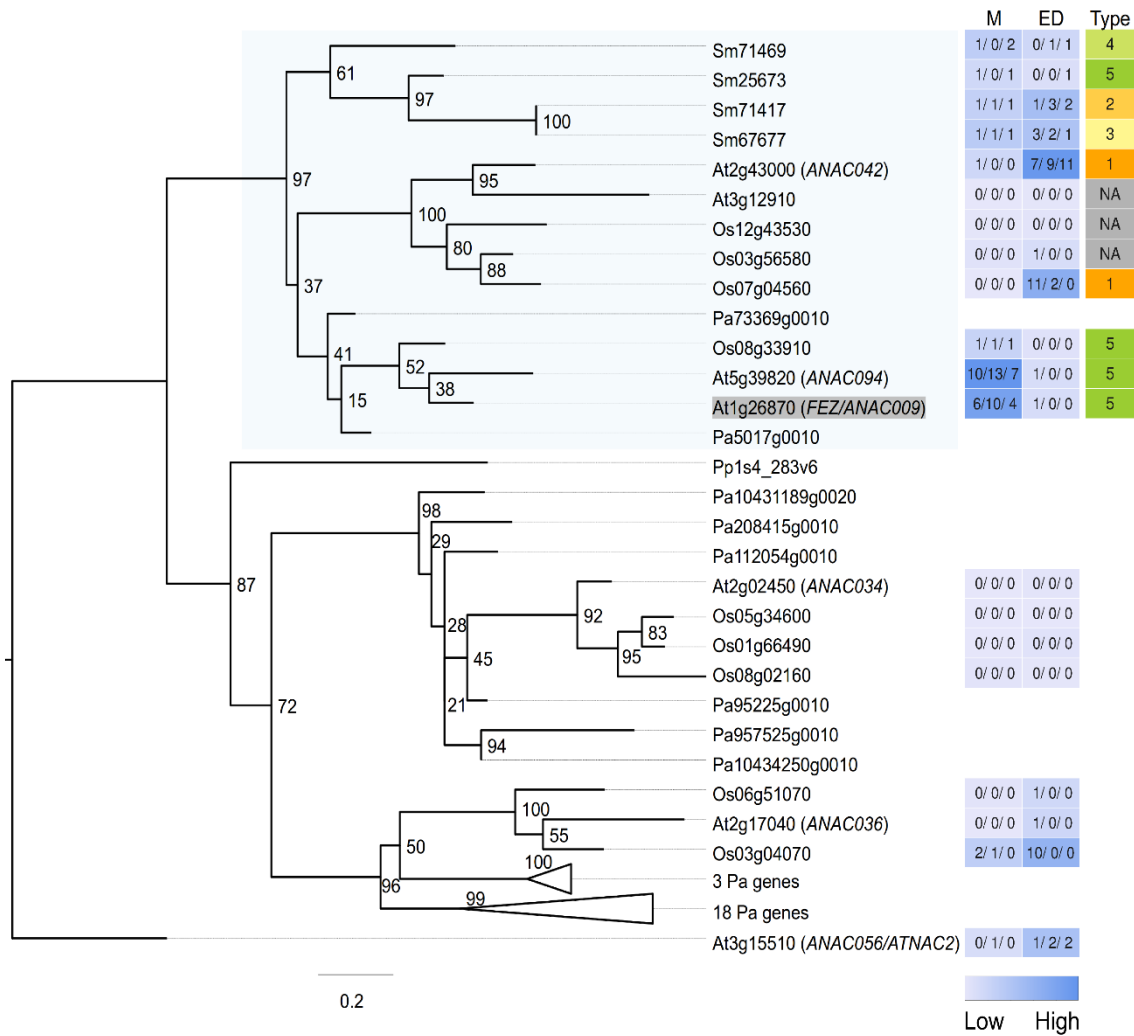 M ED Type
61 Sm71469 1/ 0/ 2 0/ 1/ 1 4
97 Sm25673 1/ 0/ 1 0/ 0/ 1 5
100 Sm71417 1/ 1/ 1 1/ 3/ 2 2
Sm67677 1/ 1/ 1 3/ 2/ 1 3
97 95 At2g43000 (ANAC042) 1/ 0/ 0 7/ 9/11 1
At3g12910 0/ 0/ 0 0/ 0/ 0 NA
100 Os12g43530 0/ 0/ 0 0/ 0/ 0 NA
80 88 Os03g56580 0/ 0/ 0 1/ 0/ 0 NA
37 Os07g04560 0/ 0/ 0 11/ 2/ 0 1
Pa73369g0010
41 52 Os08g33910 1/ 1/ 1 0/ 0/ 0 5
38 At5g39820 (ANAC094) 10/13/ 7 1/ 0/ 0 5
15 At1g26870 (FEZ/ANAC009) 6/10/ 4 1/ 0/ 0 5
Pa5017g0010
Pp1s4_283v6
98 Pa10431189g0020
29 Pa208415g0010
87 Pa112054g0010
At2g02450 (ANAC034) 0/ 0/ 0 0/ 0/ 0
28 92 Os05g34600 0/ 0/ 0 0/ 0/ 0
83 Os01g66490 0/ 0/ 0 0/ 0/ 0
45 95 Os08g02160 0/ 0/ 0 0/ 0/ 0
72 21 Pa95225g0010
Pa957525g0010
94 Pa10434250g0010
Os06g51070 0/ 0/ 0 1/ 0/ 0
100 At2g17040 (ANAC036) 0/ 0/ 0 1/ 0/ 0
50 55 Os03g04070 2/ 1/ 0 10/ 0/ 0
100 3 Pa genes
96 99 18 Pa genes
At3g15510 (ANAC056/ATNAC2) 0/ 1/ 0 1/ 2/ 2
0.2
Low High